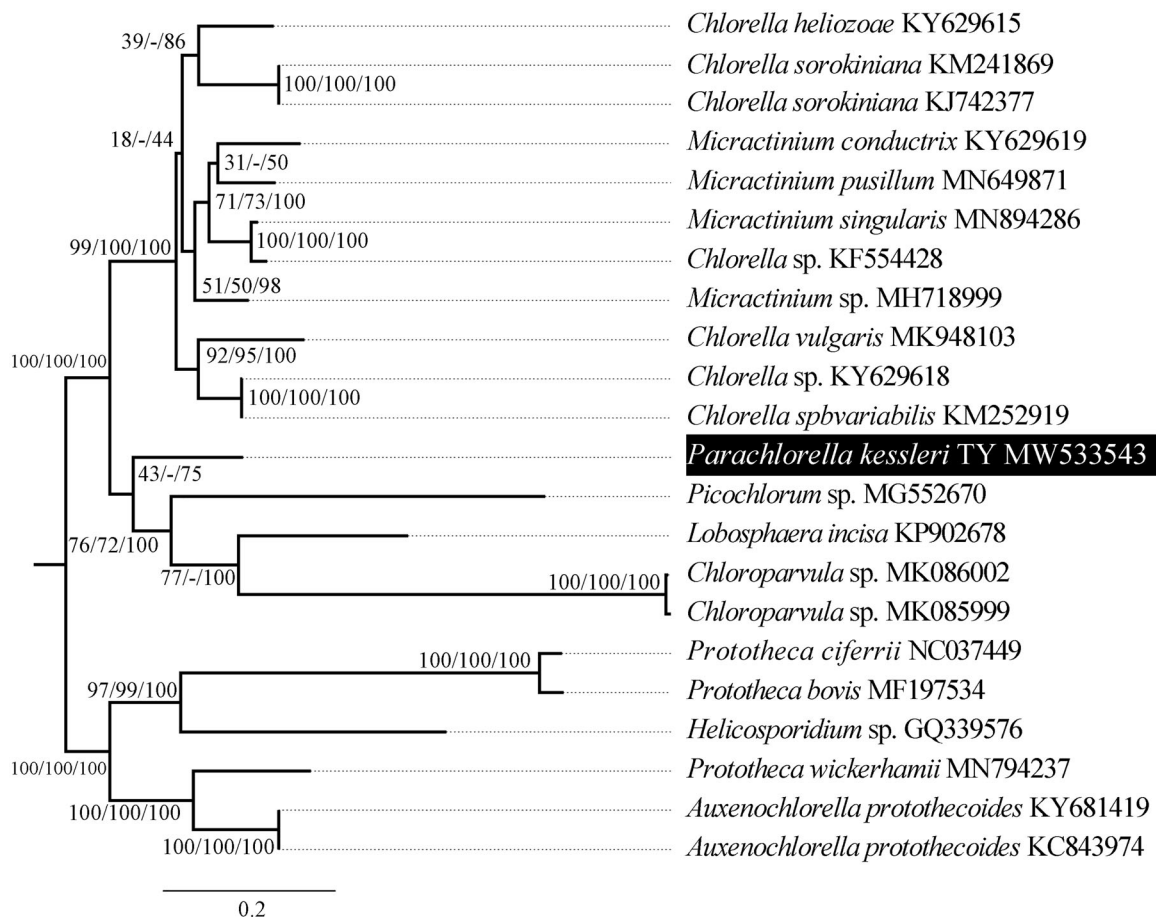 Chlorella heliozoae KY629615
39/-/86
Chlorella sorokiniana KM241869
100/100/100
Chlorella sorokiniana KJ742377
18/-/44
Micractinium conductrix KY629619
31/-/50
Micractinium pusillum MN649871
71/73/100
Micractinium singularis MN894286
99/100/100
100/100/100
Chlorella sp. KF554428
51/50/98
Micractinium sp. MH718999
Chlorella vulgaris MK948103
100/100/100
92/95/100
Chlorella sp. KY629618
100/100/100
Chlorella spbvariabilis KM252919
Parachlorella kessleri TY MW533543
43/-/75
Picochlorum sp. MG552670
Lobosphaera incisa KP902678
76/72/100
77/-/100
100/100/100
Chloroparvula sp. MK086002
Chloroparvula sp. MK085999
Prototheca ciferrii NC037449
100/100/100
97/99/100
Prototheca bovis MF197534
Helicosporidium sp. GQ339576
100/100/100
Prototheca wickerhamii MN794237
100/100/100
Auxenochlorella protothecoides KY681419
100/100/100
Auxenochlorella protothecoides KC843974
0.2